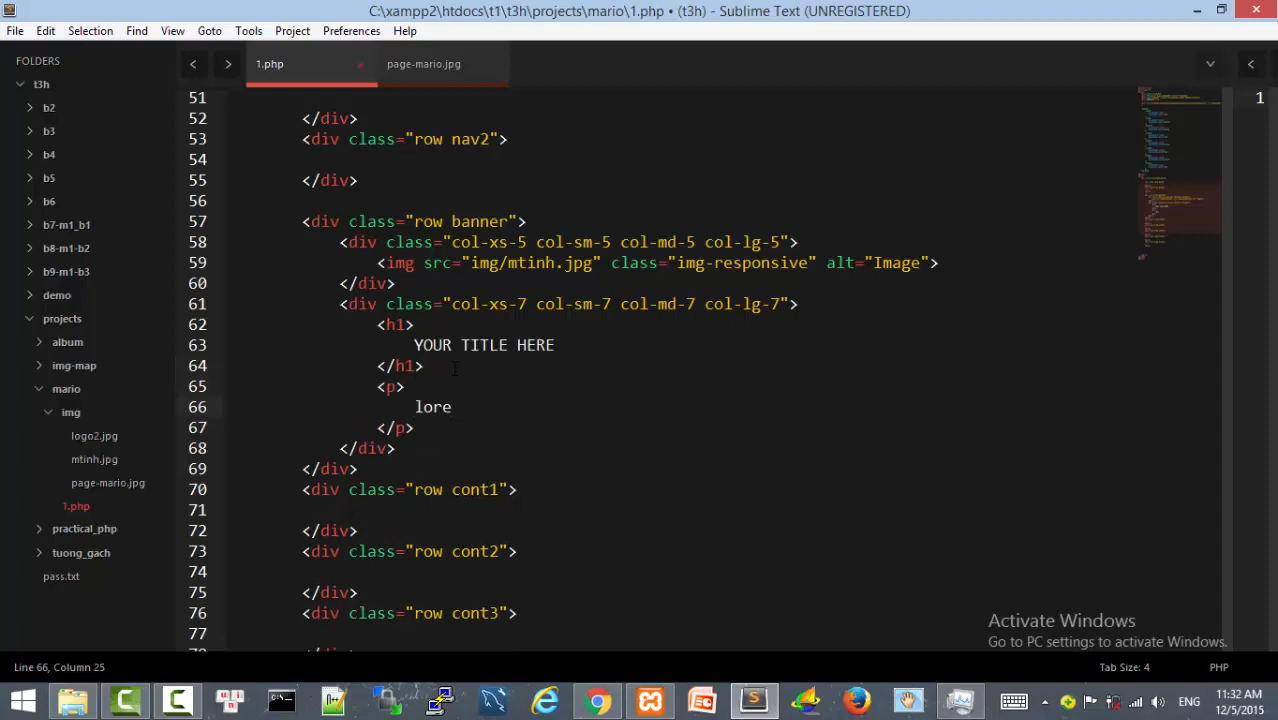 C:\xampp2\htdocs\t1\t3h\projects\mario\1.php • (t3h) - Sublime Text (UNREGISTERED)
File Edit Selection Find View Goto Tools Project Preferences Help
FOLDERS
1.php
page-mario.jpg
t3h
b2
b3
b4
b5
b6
b7-m1_b1
b8-m1-b2
b9-m1-b3
demo
projects
album
img-map
mario
img
logo2.jpg
mtinh.jpg
page-mario.jpg
1.php
practical_php
tuong_gach
pass.txt
51
52 </div>
53 <div class="row nav2">
54
55 </div>
56
57 <div class="row banner">
58 <div class="col-xs-5 col-sm-5 col-md-5 col-lg-5">
59 <img src="img/mtinh.jpg" class="img-responsive" alt="Image">
60 </div>
61 <div class="col-xs-7 col-sm-7 col-md-7 col-lg-7">
62 <h1>
63 YOUR TITLE HERE
64 </h1>
65 <p>
66 lore
67 </p>
68 </div>
69 </div>
70 <div class="row cont1">
71
72 </div>
73 <div class="row cont2">
74
75 </div>
76 <div class="row cont3">
77
1
Activate Windows
Go to PC settings to activate Windows.
Line 66, Column 25
Tab Size: 4
PHP
ENG
11:32 AM
12/5/2015